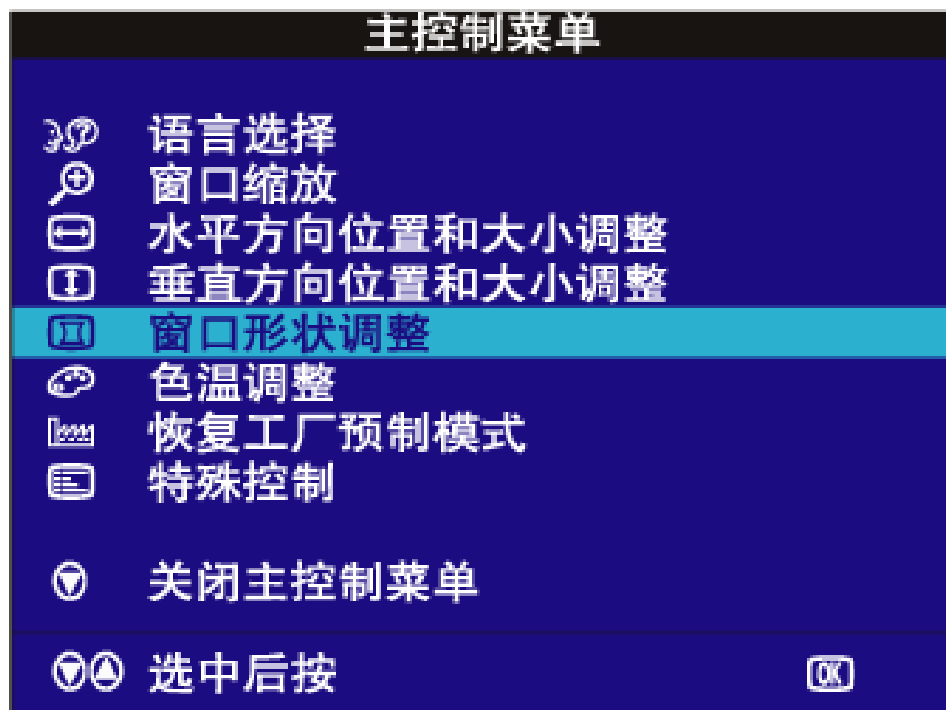 主控制菜单
语言选择
窗口缩放
水平方向位置和大小调整
垂直方向位置和大小调整
窗口形状调整
色温调整
恢复工厂预制模式
特殊控制
关闭主控制菜单
选中后按 OK